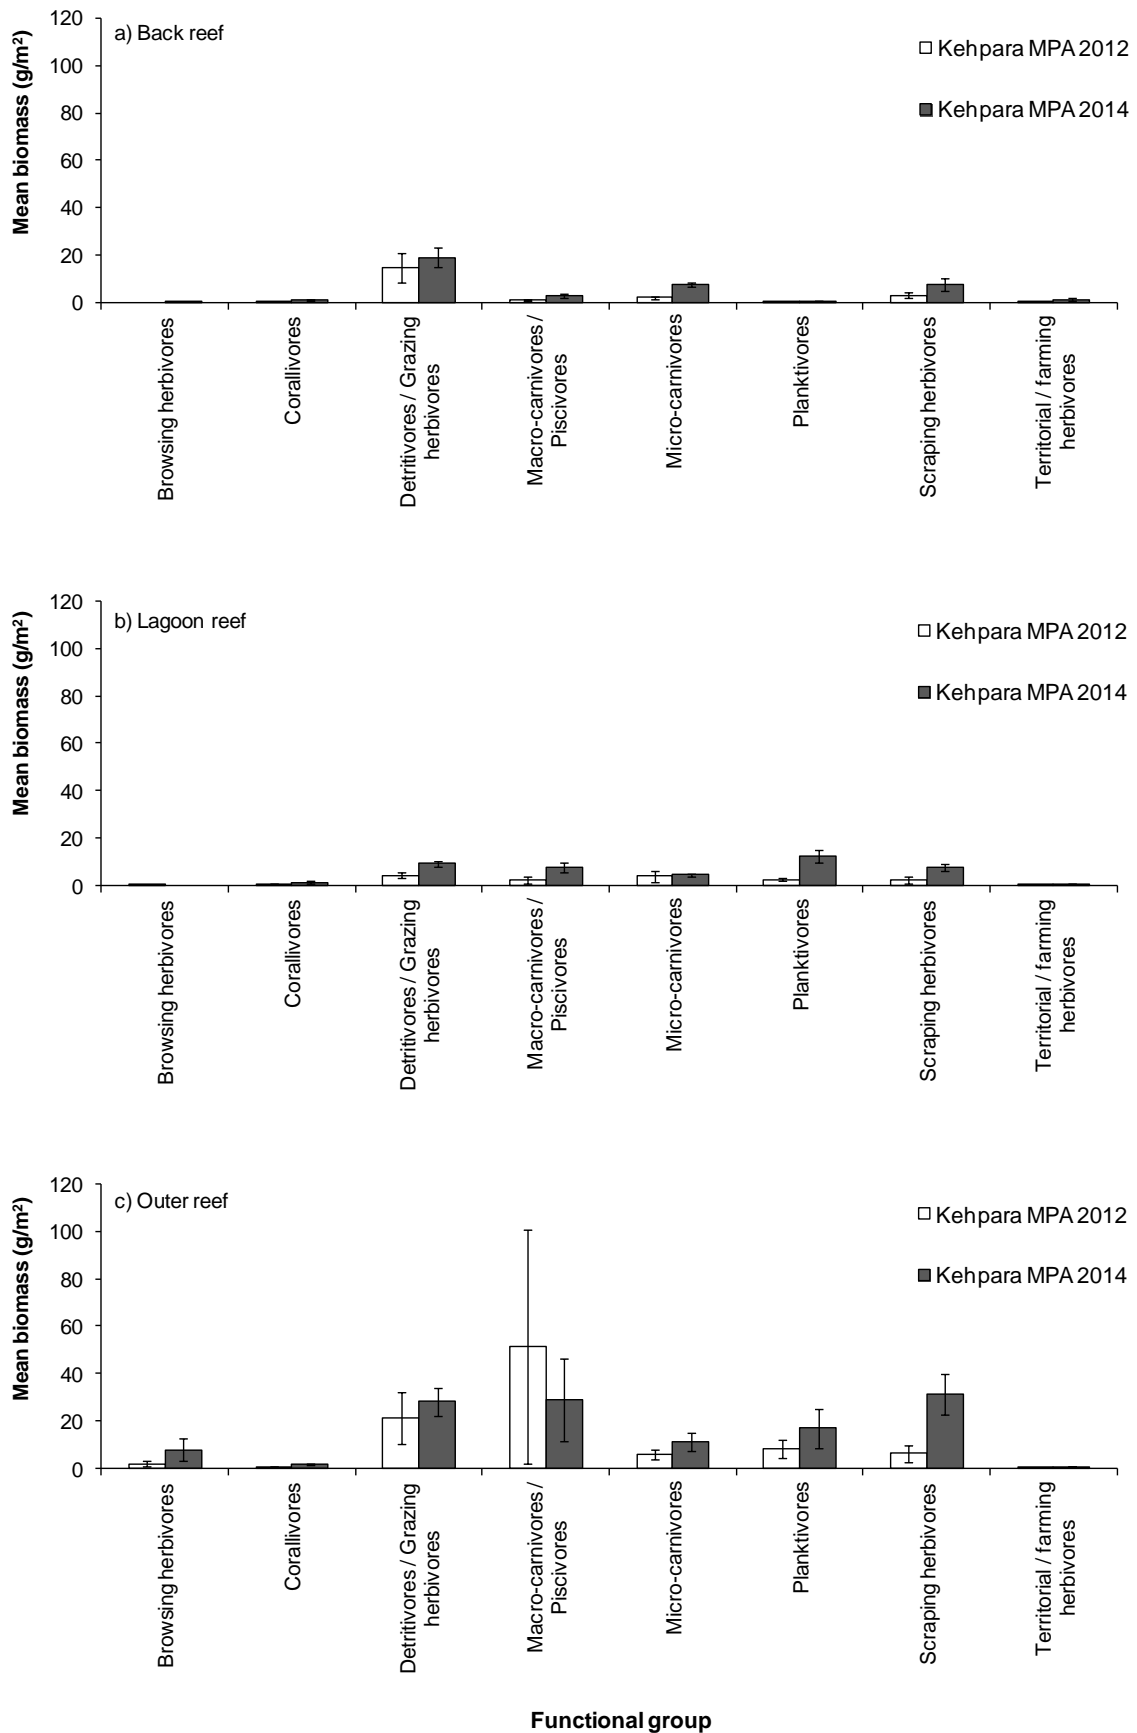 Mean biomass (g/m²)
120
100
80
60
40
20
0
a) Back reef
Kehpara MPA 2012
Kehpara MPA 2014
Browsing herbivores
Corallivores
Detritivores / Grazing
herbivores
Macro-carnivores /
Piscivores
Micro-carnivores
Planktivores
Scraping herbivores
Territorial / farming
herbivores
Mean biomass (g/m²)
120
100
80
60
40
20
0
b) Lagoon reef
Kehpara MPA 2012
Kehpara MPA 2014
Browsing herbivores
Corallivores
Detritivores / Grazing
herbivores
Macro-carnivores /
Piscivores
Micro-carnivores
Planktivores
Scraping herbivores
Territorial / farming
herbivores
Mean biomass (g/m²)
120
100
80
60
40
20
0
c) Outer reef
Kehpara MPA 2012
Kehpara MPA 2014
Browsing herbivores
Corallivores
Detritivores / Grazing
herbivores
Macro-carnivores /
Piscivores
Micro-carnivores
Planktivores
Scraping herbivores
Territorial / farming
herbivores
Functional group